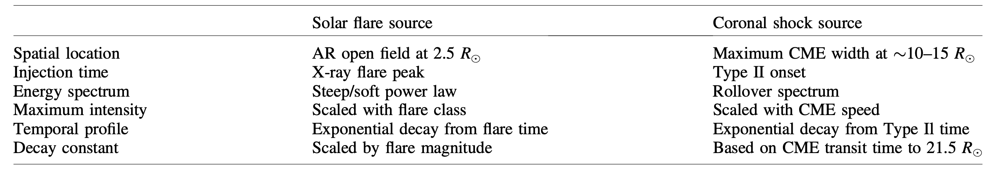 Solar flare source Coronal shock source
Spatial location AR open field at 2.5 R☉ Maximum CME width at ~10–15 R☉
Injection time X-ray flare peak Type II onset
Energy spectrum Steep/soft power law Rollover spectrum
Maximum intensity Scaled with flare class Scaled with CME speed
Temporal profile Exponential decay from flare time Exponential decay from Type Il time
Decay constant Scaled by flare magnitude Based on CME transit time to 21.5 R☉